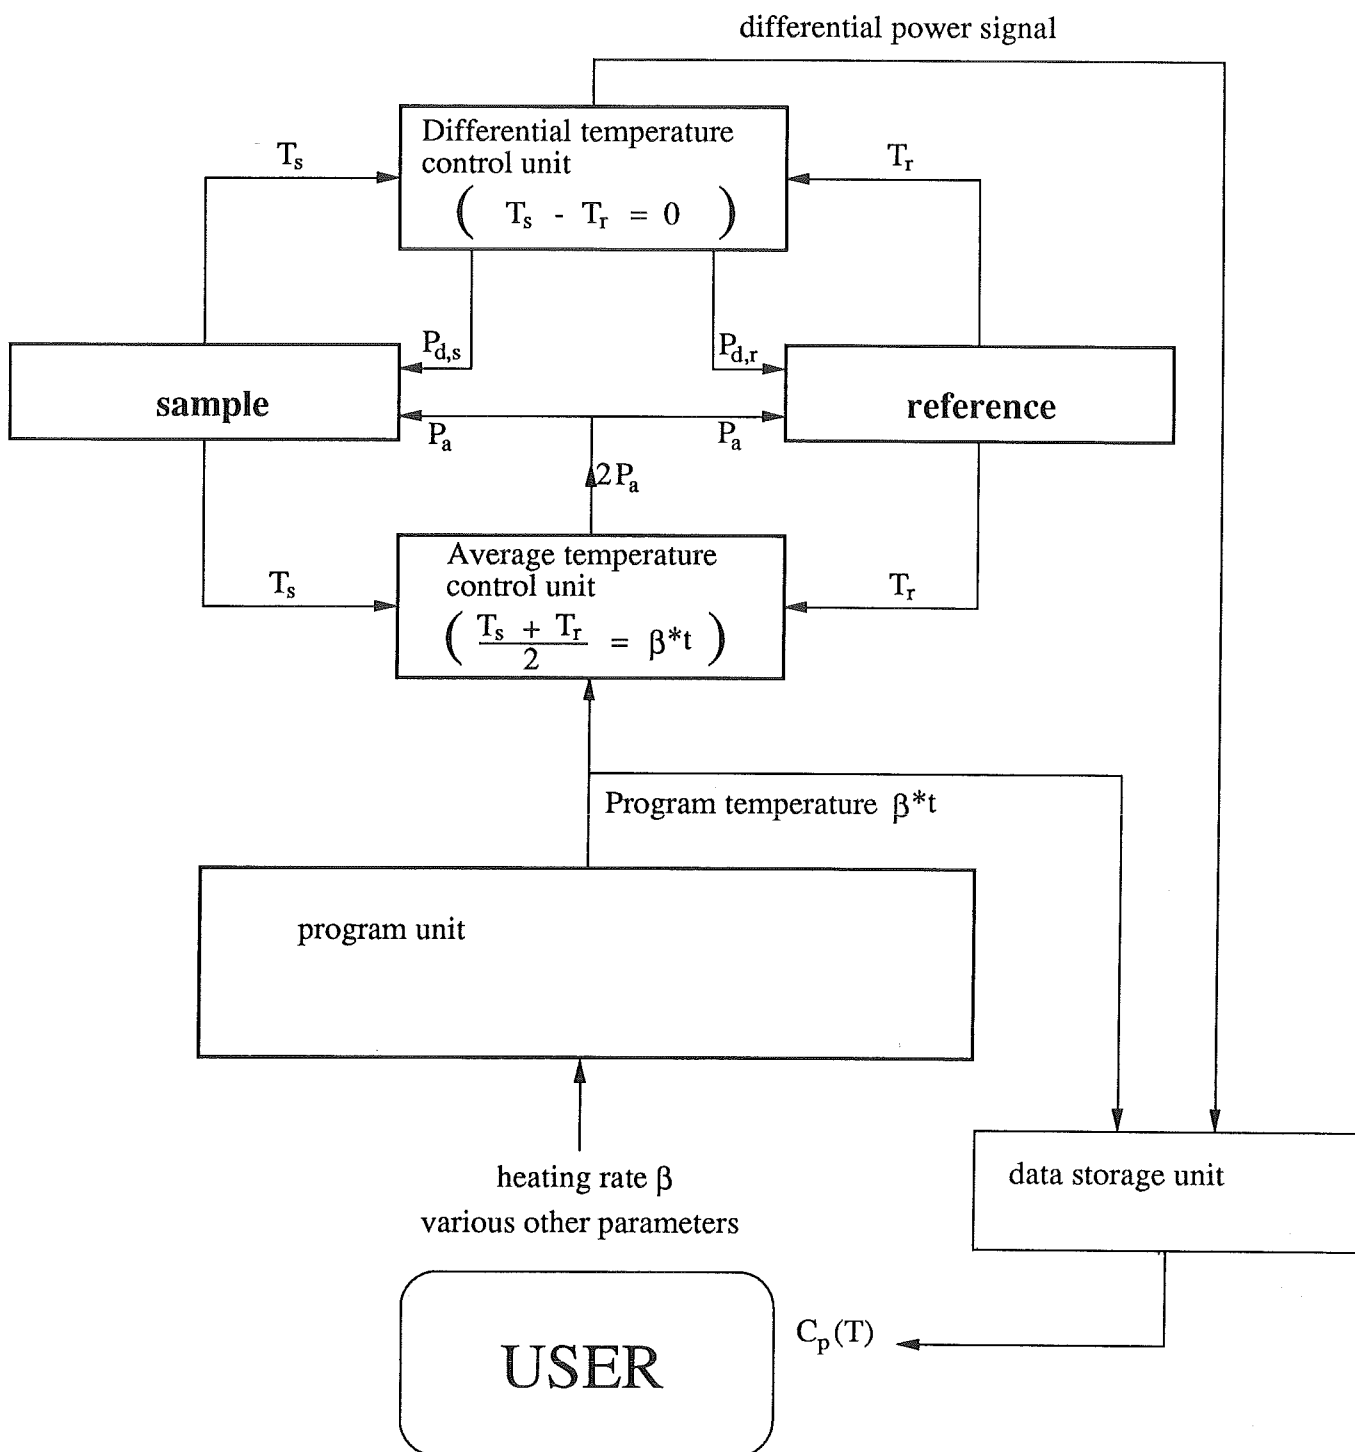 differential power signal
Differential temperature
control unit
( T_s - T_r = 0 )
T_s
T_r
P_d,s
P_d,r
sample
reference
P_a
P_a
2P_a
Average temperature
control unit
( T_s + T_r / 2 = β*t )
T_s
T_r
Program temperature β*t
program unit
heating rate β
various other parameters
data storage unit
C_p(T)
USER